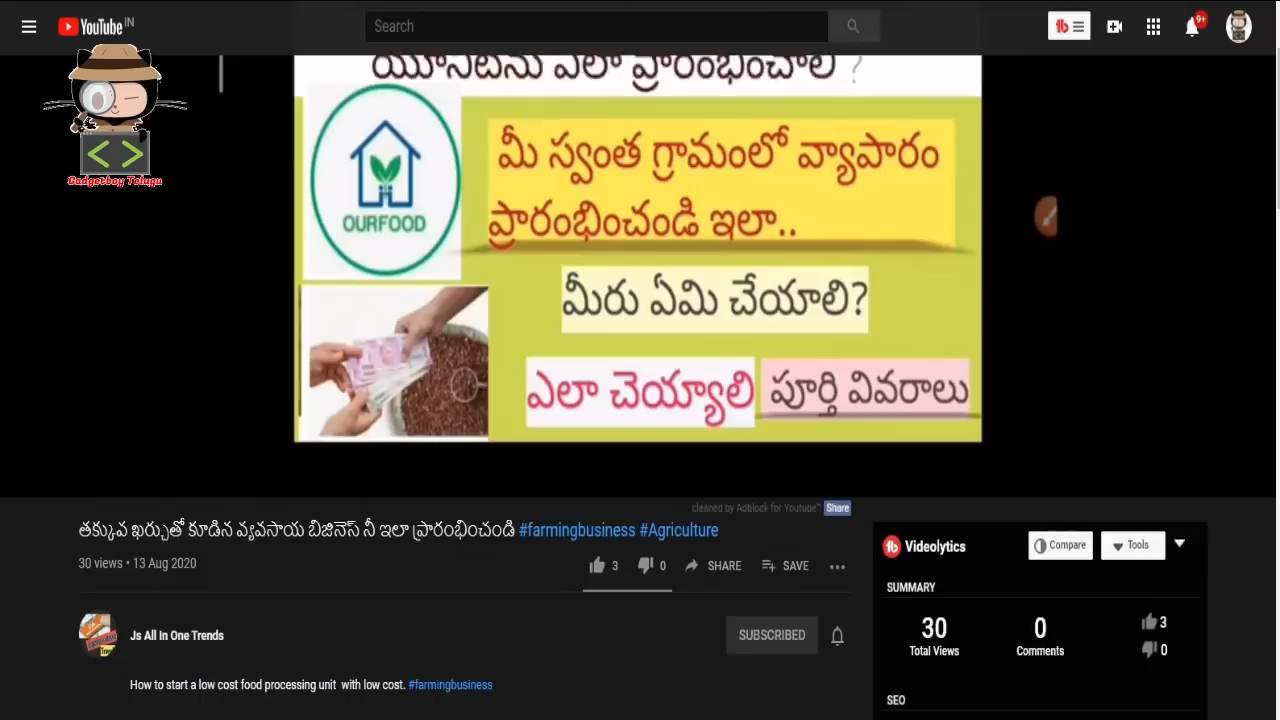 YouTube IN
Search
9+
యూనిట్‌ను ఎలా ప్రారంభించాలి ?
Gadgetboy Telugu
OURFOOD
మీ స్వంత గ్రామంలో వ్యాపారం
ప్రారంభించండి ఇలా..
మీరు ఏమి చేయాలి?
ఎలా చెయ్యాలి
పూర్తి వివరాలు
cleaned by Adblock for Youtube™ Share
తక్కువ ఖర్చుతో కూడిన వ్యవసాయ బిజినెస్ నీ ఇలా ప్రారంభించండి #farmingbusiness #Agriculture
30 views • 13 Aug 2020
3 0 SHARE SAVE
Js All In One Trends
SUBSCRIBED
How to start a low cost food processing unit with low cost. #farmingbusiness
Videolytics
Compare
Tools
SUMMARY
30
Total Views
0
Comments
3
0
SEO